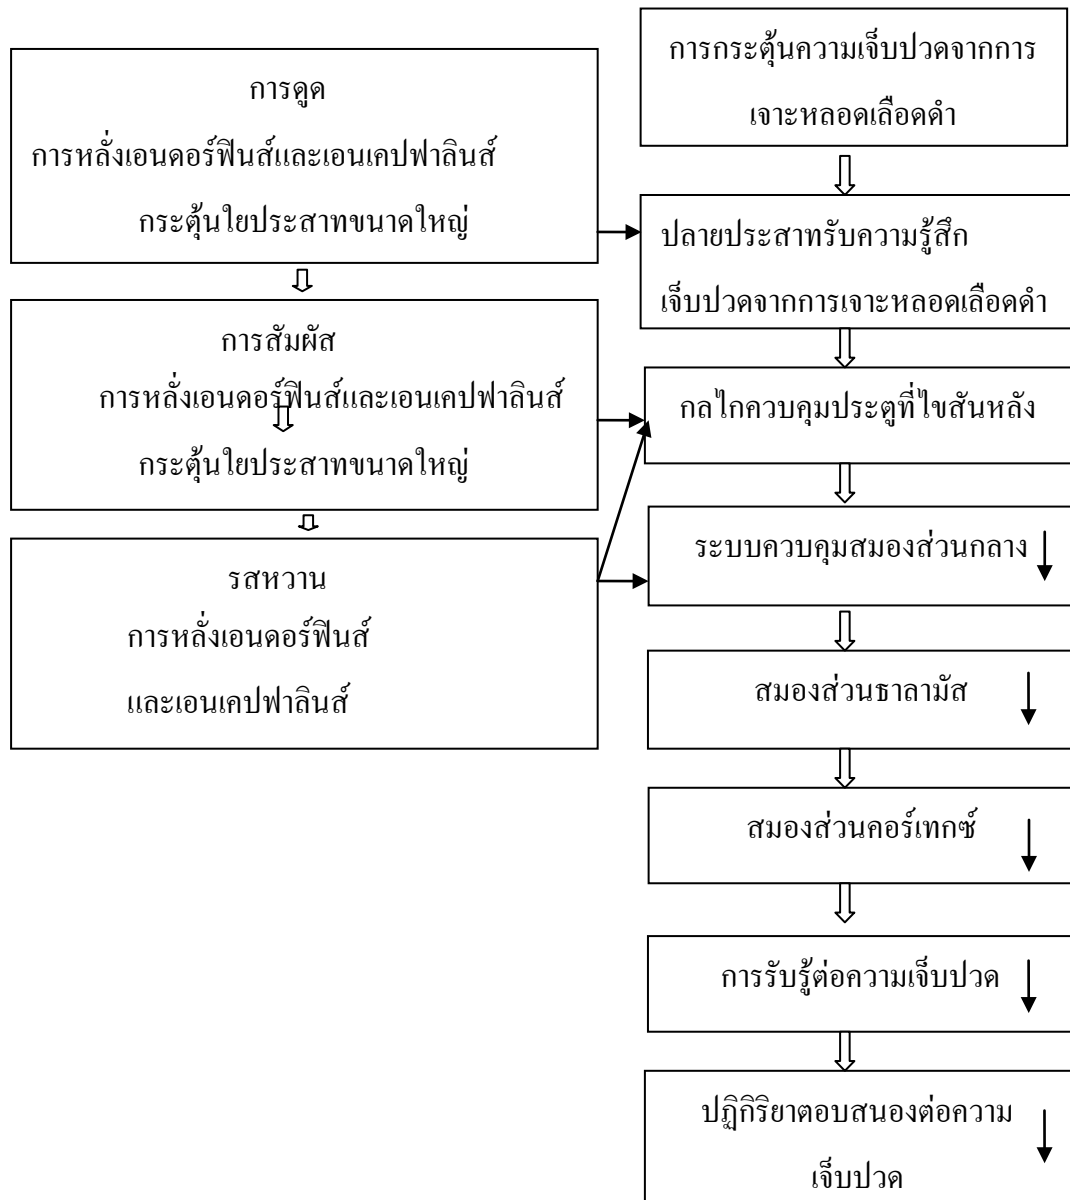 การดูด
การหลั่งเอนดอร์ฟินส์และเอนเคปฟาลินส์
กระตุ้นใยประสาทขนาดใหญ่
การสัมผัส
การหลั่งเอนดอร์ฟินส์และเอนเคปฟาลินส์
กระตุ้นใยประสาทขนาดใหญ่
รสหวาน
การหลั่งเอนดอร์ฟินส์
และเอนเคปฟาลินส์
การกระตุ้นความเจ็บปวดจากการ
เจาะหลอดเลือดดำ
ปลายประสาทรับความรู้สึก
เจ็บปวดจากการเจาะหลอดเลือดดำ
กลไกควบคุมประตูที่ไขสันหลัง
ระบบควบคุมสมองส่วนกลาง
สมองส่วนธาลามัส
สมองส่วนคอร์เทกซ์
การรับรู้ต่อความเจ็บปวด
ปฏิกิริยาตอบสนองต่อความ
เจ็บปวด